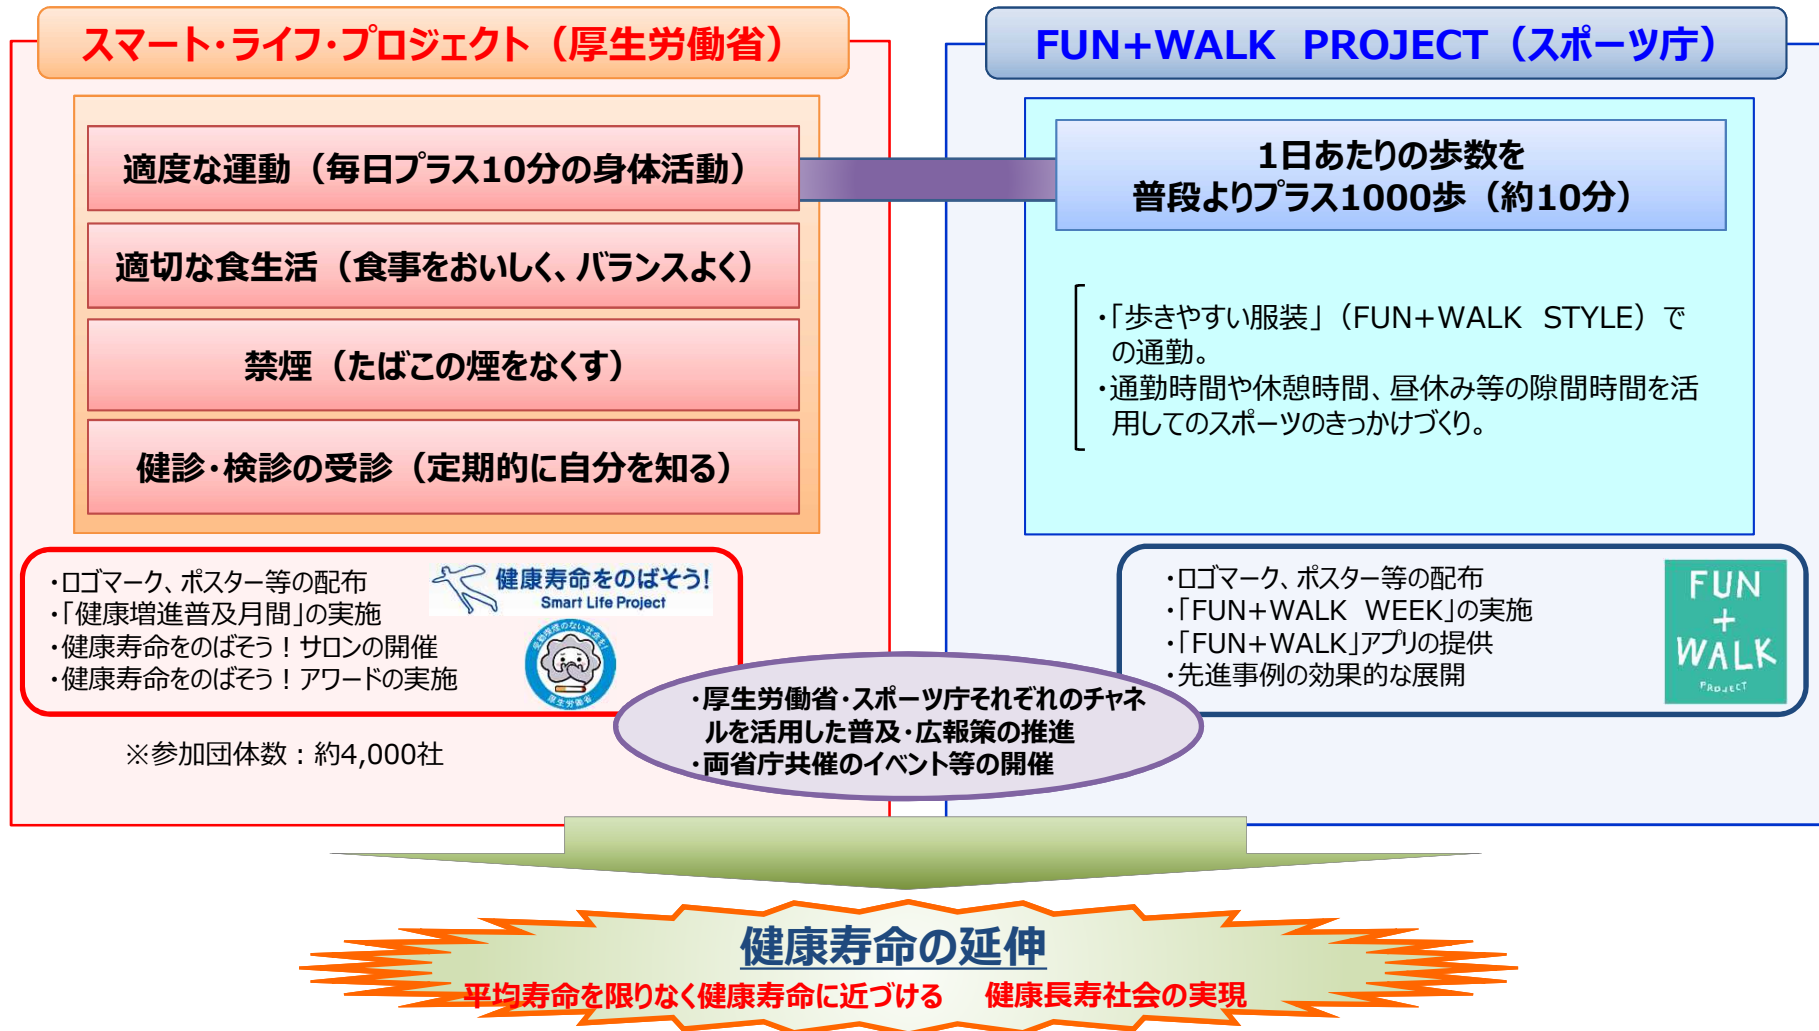 スマート・ライフ・プロジェクト（厚生労働省）
適度な運動（毎日プラス10分の身体活動）
適切な食生活（食事をおいしく、バランスよく）
禁煙（たばこの煙をなくす）
健診・検診の受診（定期的に自分を知る）
・ロゴマーク、ポスター等の配布
・「健康増進普及月間」の実施
・健康寿命をのばそう！サロンの開催
・健康寿命をのばそう！アワードの実施
健康寿命をのばそう！
Smart Life Project
受動喫煙のない社会を！
厚生労働省
※参加団体数：約4,000社
FUN+WALK PROJECT（スポーツ庁）
1日あたりの歩数を
普段よりプラス1000歩（約10分）
・「歩きやすい服装」（FUN+WALK STYLE）で
の通勤。
・通勤時間や休憩時間、昼休み等の隙間時間を活
用してのスポーツのきっかけづくり。
・ロゴマーク、ポスター等の配布
・「FUN+WALK WEEK」の実施
・「FUN+WALK」アプリの提供
・先進事例の効果的な展開
FUN
+
WALK
PROJECT
・厚生労働省・スポーツ庁それぞれのチャネ
ルを活用した普及・広報策の推進
・両省庁共催のイベント等の開催
健康寿命の延伸
平均寿命を限りなく健康寿命に近づける 健康長寿社会の実現